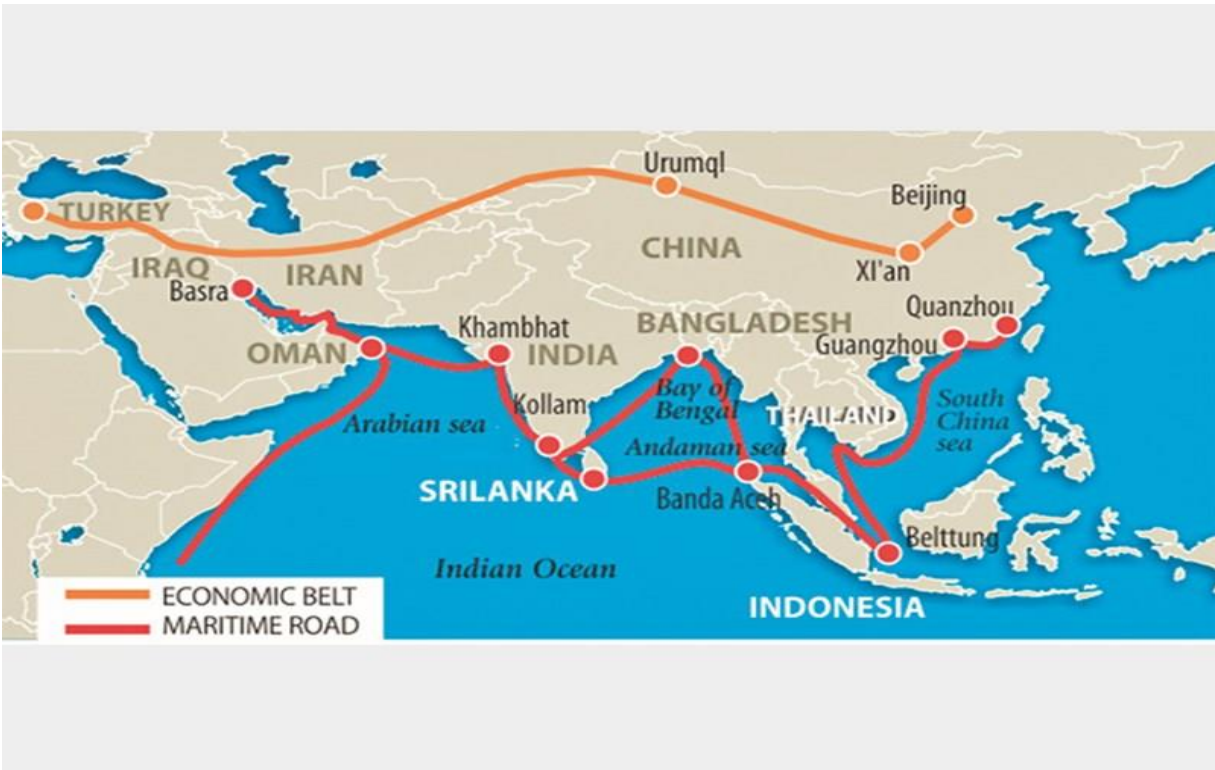 Urumql
Beijing
TURKEY
CHINA
XI'an
IRAQ
IRAN
Basra
Quanzhou
Khambhat
BANGLADESH
Guangzhou
OMAN
INDIA
Bay of
Bengal
Kollam
South
China
sea
THAILAND
Arabian sea
Andaman sea
SRILANKA
Banda Aceh
Belttung
Indian Ocean
INDONESIA
ECONOMIC BELT
MARITIME ROAD